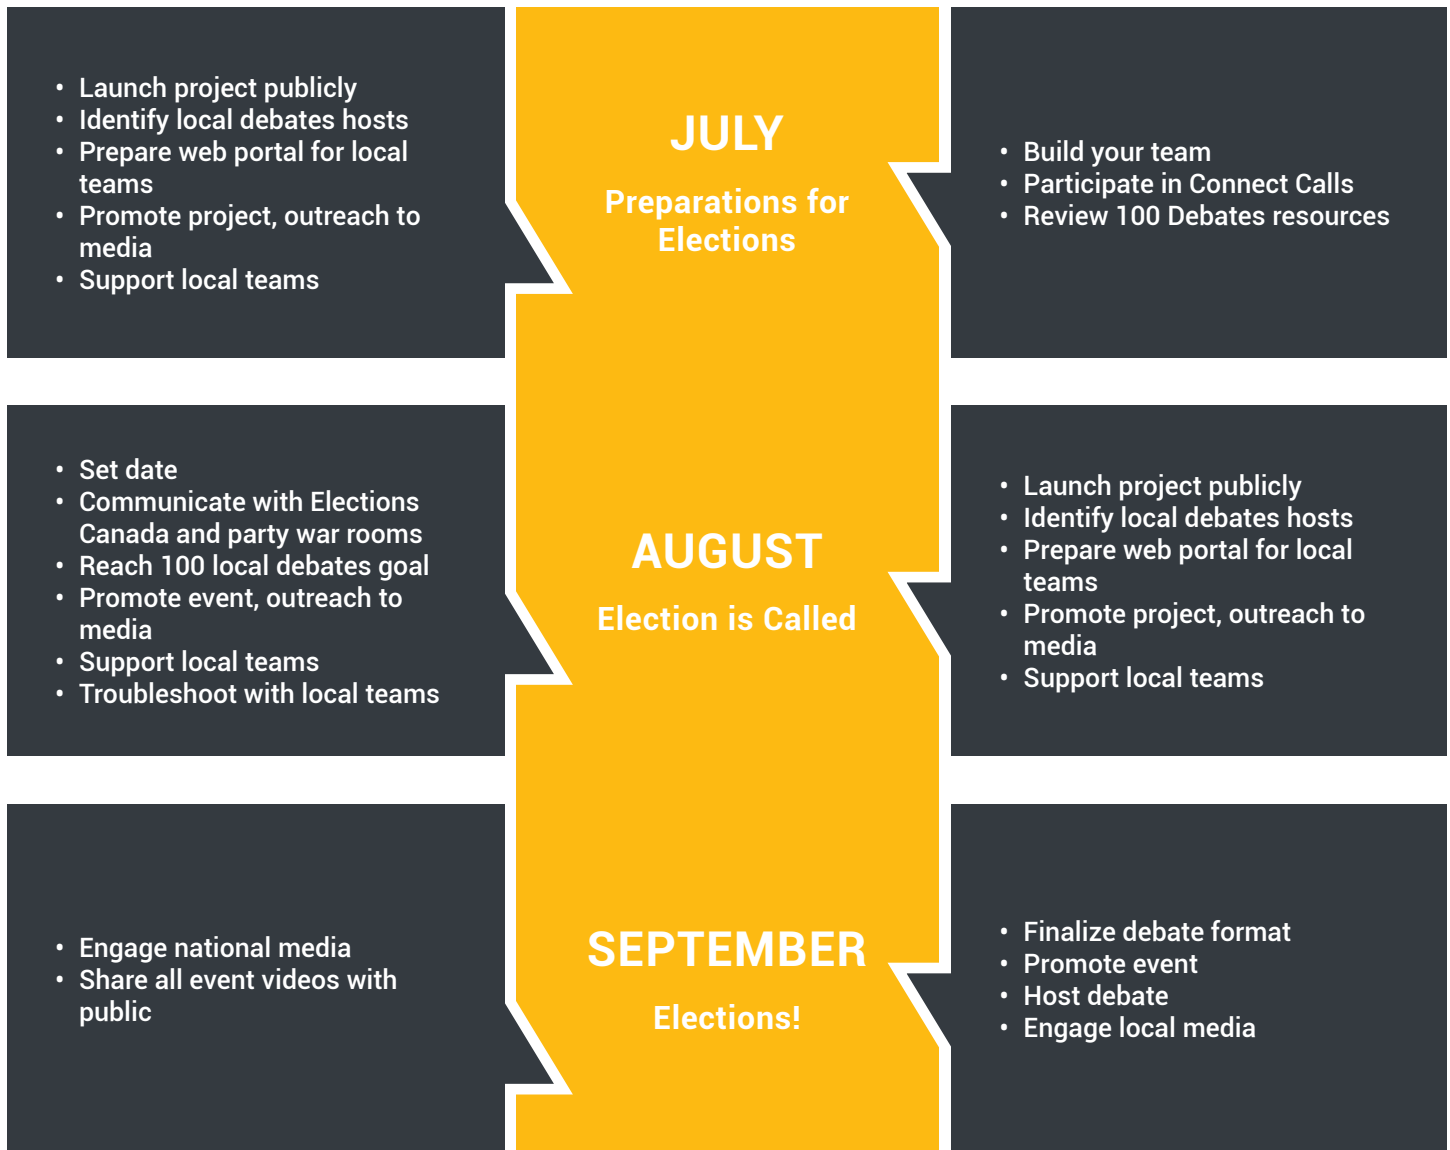 • Launch project publicly
• Identify local debates hosts
• Prepare web portal for local
teams
• Promote project, outreach to
media
• Support local teams
JULY
Preparations for
Elections
• Build your team
• Participate in Connect Calls
• Review 100 Debates resources
• Set date
• Communicate with Elections
Canada and party war rooms
• Reach 100 local debates goal
• Promote event, outreach to
media
• Support local teams
• Troubleshoot with local teams
AUGUST
Election is Called
• Launch project publicly
• Identify local debates hosts
• Prepare web portal for local
teams
• Promote project, outreach to
media
• Support local teams
• Engage national media
• Share all event videos with
public
SEPTEMBER
Elections!
• Finalize debate format
• Promote event
• Host debate
• Engage local media